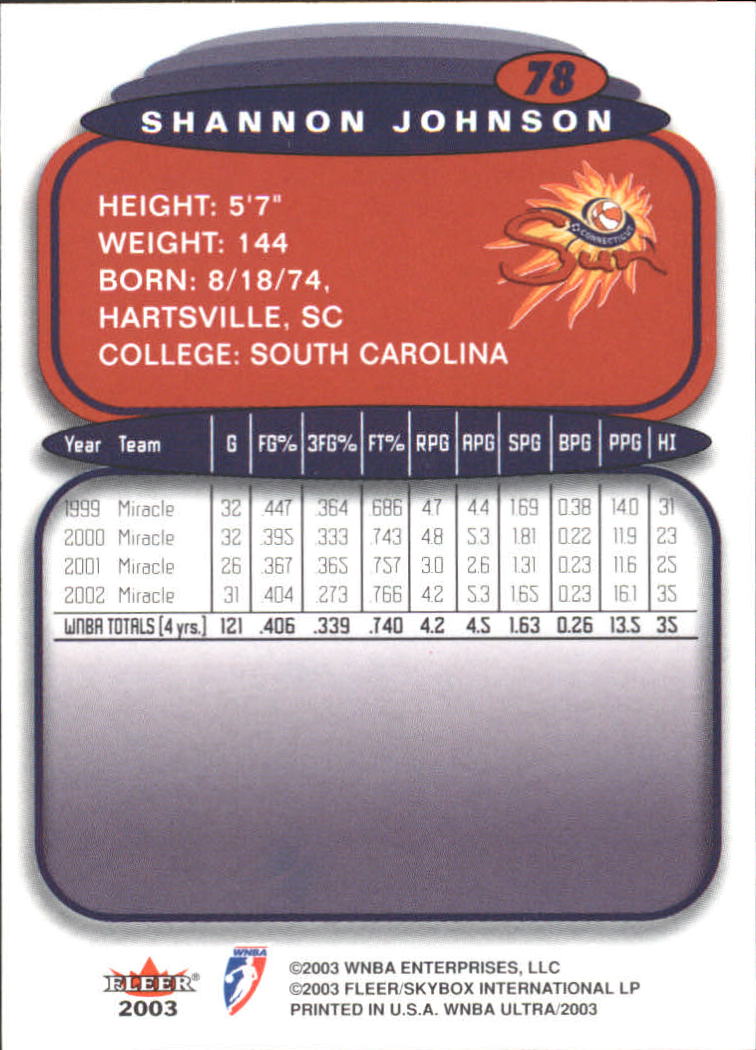 78
SHANNON JOHNSON
HEIGHT: 5'7"
WEIGHT: 144
BORN: 8/18/74,
HARTSVILLE, SC
COLLEGE: SOUTH CAROLINA
CONNECTICUT
Sun
Year Team G FG% 3FG% FT% RPG APG SPG BPG PPG HI
1999 Miracle 32 .447 .364 .686 4.7 4.4 1.69 0.38 14.0 31
2000 Miracle 32 .395 .333 .743 4.8 5.3 1.81 0.22 11.9 23
2001 Miracle 26 .367 .365 .757 3.0 2.6 1.31 0.23 11.6 25
2002 Miracle 31 .404 .273 .766 4.2 5.3 1.65 0.23 16.1 35
WNBA TOTALS (4 yrs.) 121 .406 .339 .740 4.2 4.5 1.63 0.26 13.5 35
FLEER®
2003
WNBA
©2003 WNBA ENTERPRISES, LLC
©2003 FLEER/SKYBOX INTERNATIONAL LP
PRINTED IN U.S.A. WNBA ULTRA/2003